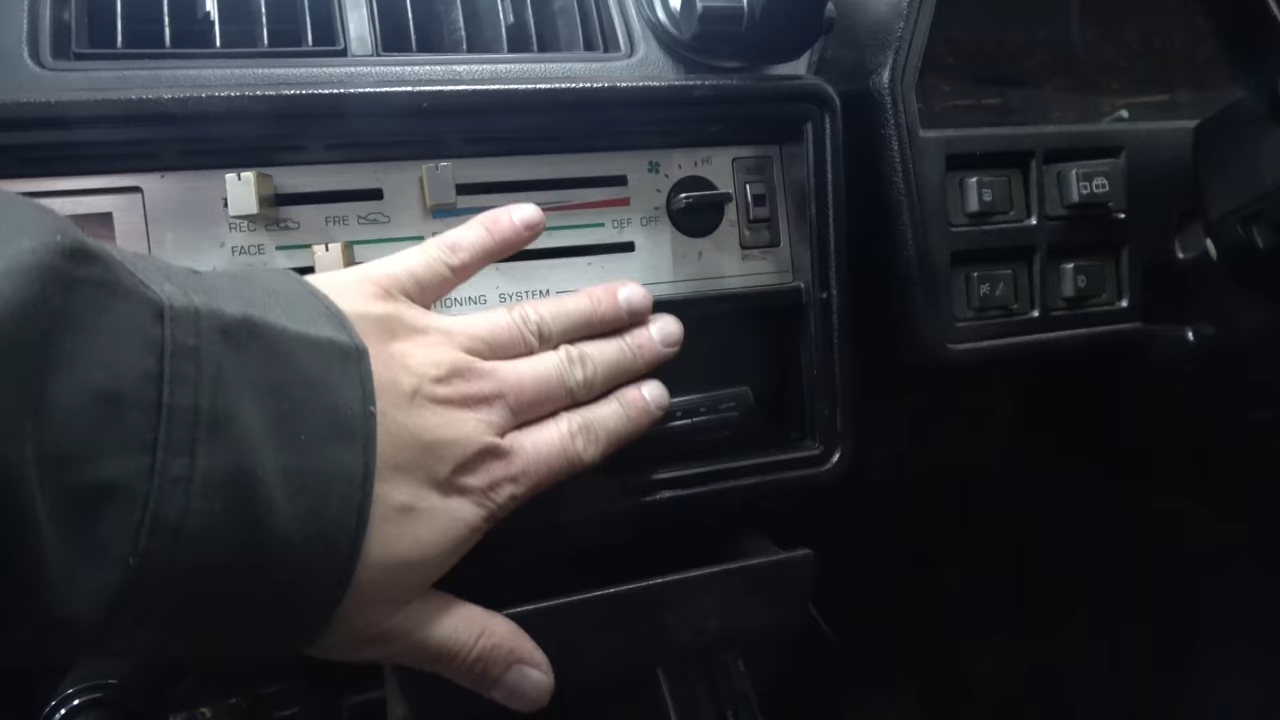 HI
REC FRE
DEF OFF
FACE
TIONING SYSTEM